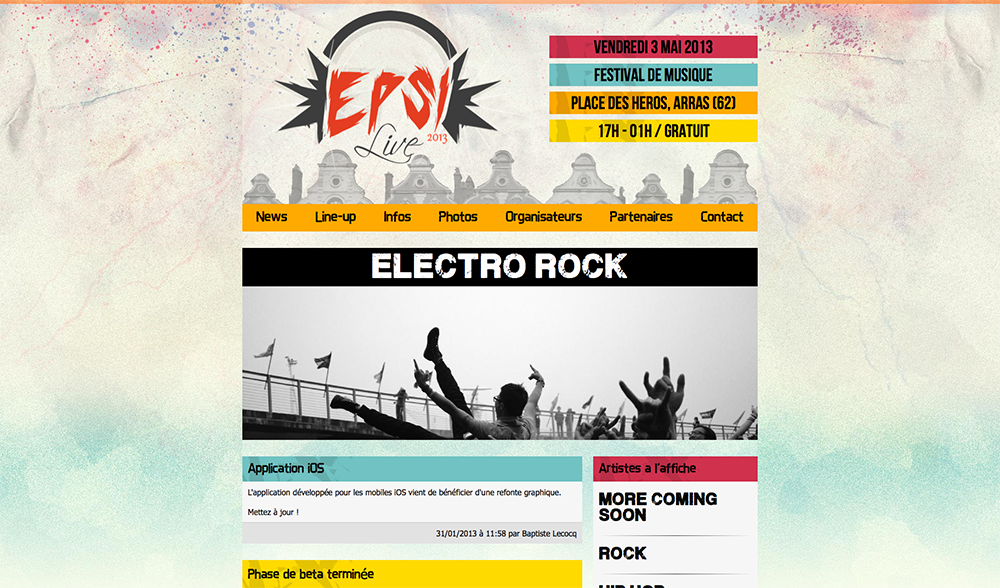 EPSI
Live 2013
VENDREDI 3 MAI 2013
FESTIVAL DE MUSIQUE
PLACE DES HEROS, ARRAS (62)
17H - 01H / GRATUIT
News Line-up Infos Photos Organisateurs Partenaires Contact
ELECTRO ROCK
Application iOS
L'application développée pour les mobiles iOS vient de bénéficier d'une refonte graphique.
Mettez à jour !
31/01/2013 à 11:58 par Baptiste Lecocq
Phase de beta terminée
Artistes a l'affiche
MORE COMING
SOON
ROCK
HIP HOP